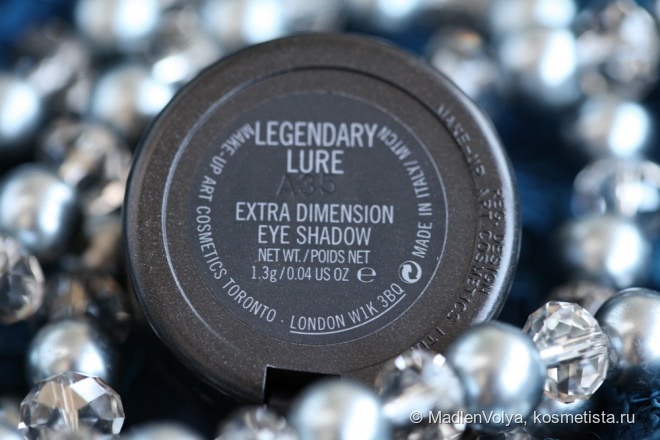 LEGENDARY
LURE
A35
EXTRA DIMENSION
EYE SHADOW
NET WT./POIDS NET
1.3g/0.04 US OZ e
MAKE-UP ART COSMETICS TORONTO · LONDON W1K 3BQ
MADE IN ITALY/MTCN
© MadlenVolya, kosmetista.ru